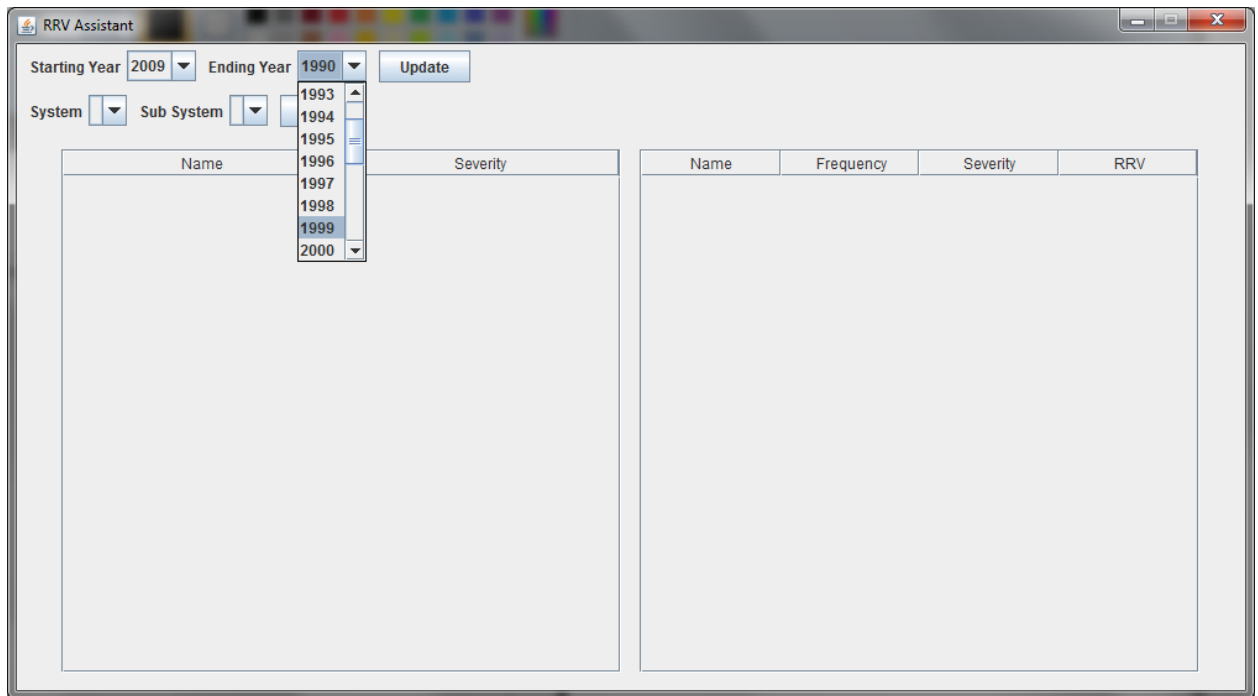 RRV Assistant
Starting Year 2009 Ending Year 1990 Update
System Sub System
1993
1994
1995
1996
1997
1998
1999
2000
Name Severity
Name Frequency Severity RRV